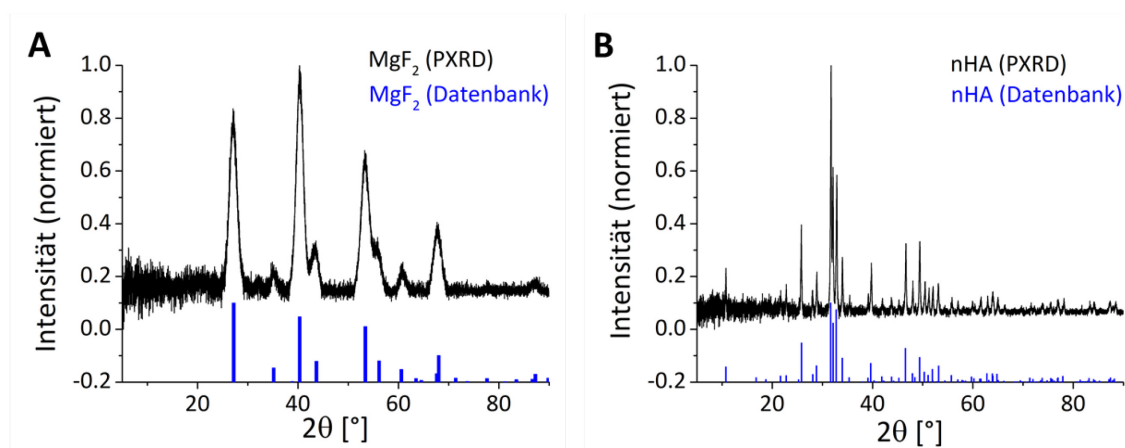 A
MgF₂ (PXRD)
MgF₂ (Datenbank)
Intensität (normiert)
1.0
0.8
0.6
0.4
0.2
0.0
-0.2
20
40
60
80
2θ [°]
B
nHA (PXRD)
nHA (Datenbank)
Intensität (normiert)
1.0
0.8
0.6
0.4
0.2
0.0
-0.2
20
40
60
80
2θ [°]